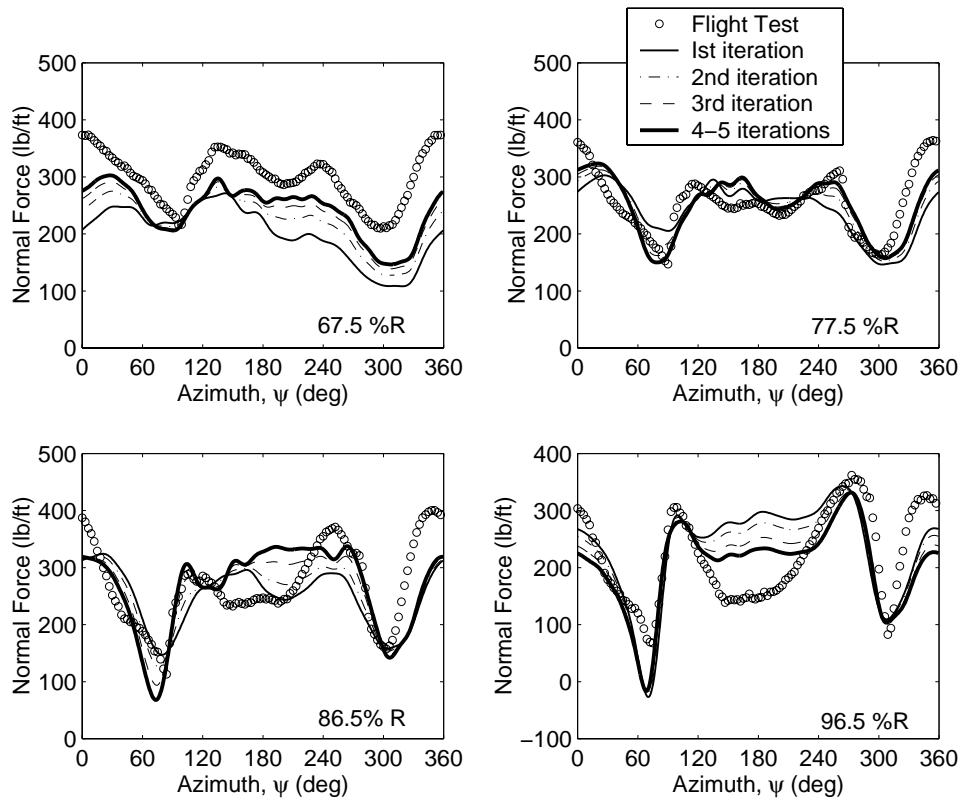 Flight Test
Ist iteration
2nd iteration
3rd iteration
4−5 iterations
500
400
300
200
100
0
Normal Force (lb/ft)
67.5 %R
0 60 120 180 240 300 360
Azimuth, ψ (deg)
500
400
300
200
100
0
Normal Force (lb/ft)
77.5 %R
0 60 120 180 240 300 360
Azimuth, ψ (deg)
500
400
300
200
100
0
Normal Force (lb/ft)
86.5% R
0 60 120 180 240 300 360
Azimuth, ψ (deg)
400
300
200
100
0
−100
Normal Force (lb/ft)
96.5 %R
0 60 120 180 240 300 360
Azimuth, ψ (deg)